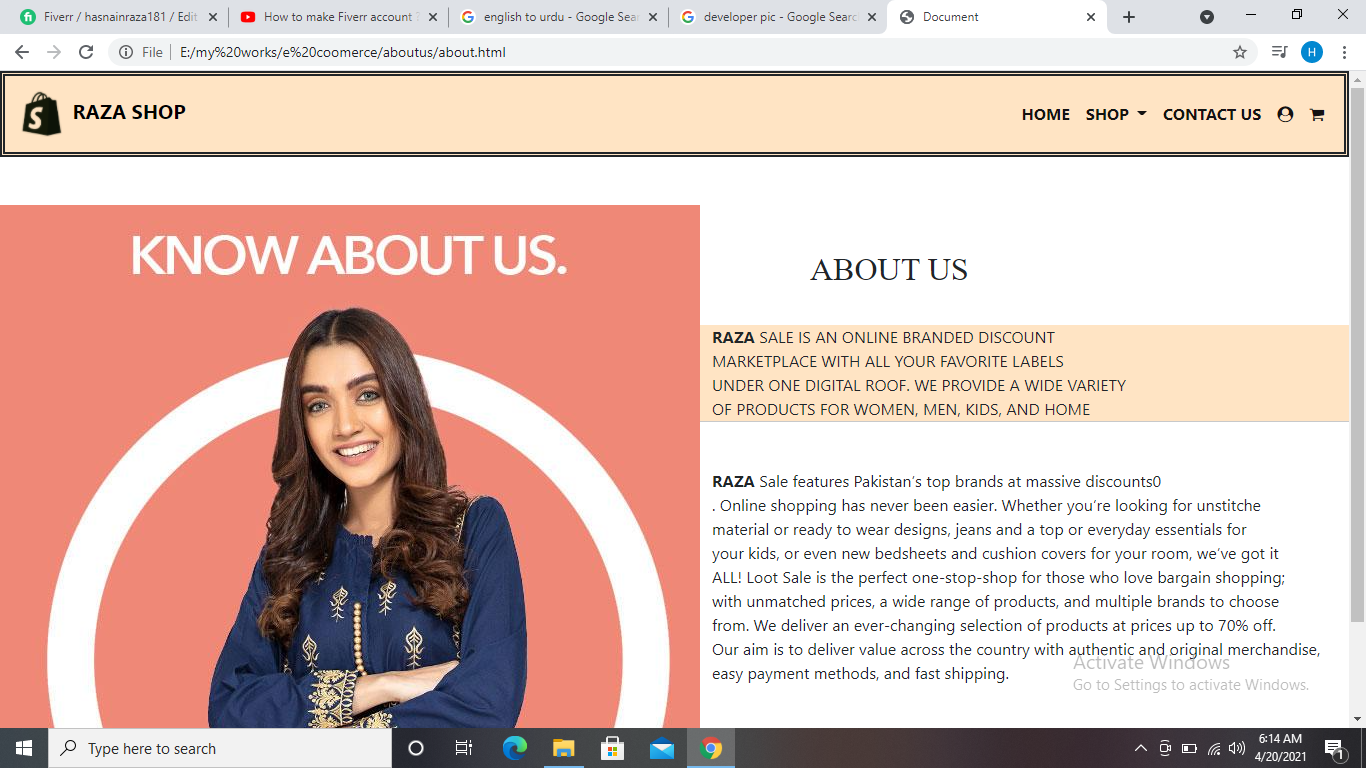 Fiverr / hasnainraza181 / Edit
How to make Fiverr account
english to urdu - Google Sear
developer pic - Google Searc
Document
File
E:/my%20works/e%20coomerce/aboutus/about.html
H
S
RAZA SHOP
HOME
SHOP
CONTACT US
KNOW ABOUT US.
ABOUT US
RAZA SALE IS AN ONLINE BRANDED DISCOUNT
MARKETPLACE WITH ALL YOUR FAVORITE LABELS
UNDER ONE DIGITAL ROOF. WE PROVIDE A WIDE VARIETY
OF PRODUCTS FOR WOMEN, MEN, KIDS, AND HOME
RAZA Sale features Pakistan's top brands at massive discounts0
. Online shopping has never been easier. Whether you're looking for unstitche
material or ready to wear designs, jeans and a top or everyday essentials for
your kids, or even new bedsheets and cushion covers for your room, we've got it
ALL! Loot Sale is the perfect one-stop-shop for those who love bargain shopping;
with unmatched prices, a wide range of products, and multiple brands to choose
from. We deliver an ever-changing selection of products at prices up to 70% off.
Our aim is to deliver value across the country with authentic and original merchandise,
easy payment methods, and fast shipping.
Activate Windows
Go to Settings to activate Windows.
Type here to search
6:14 AM
4/20/2021
1